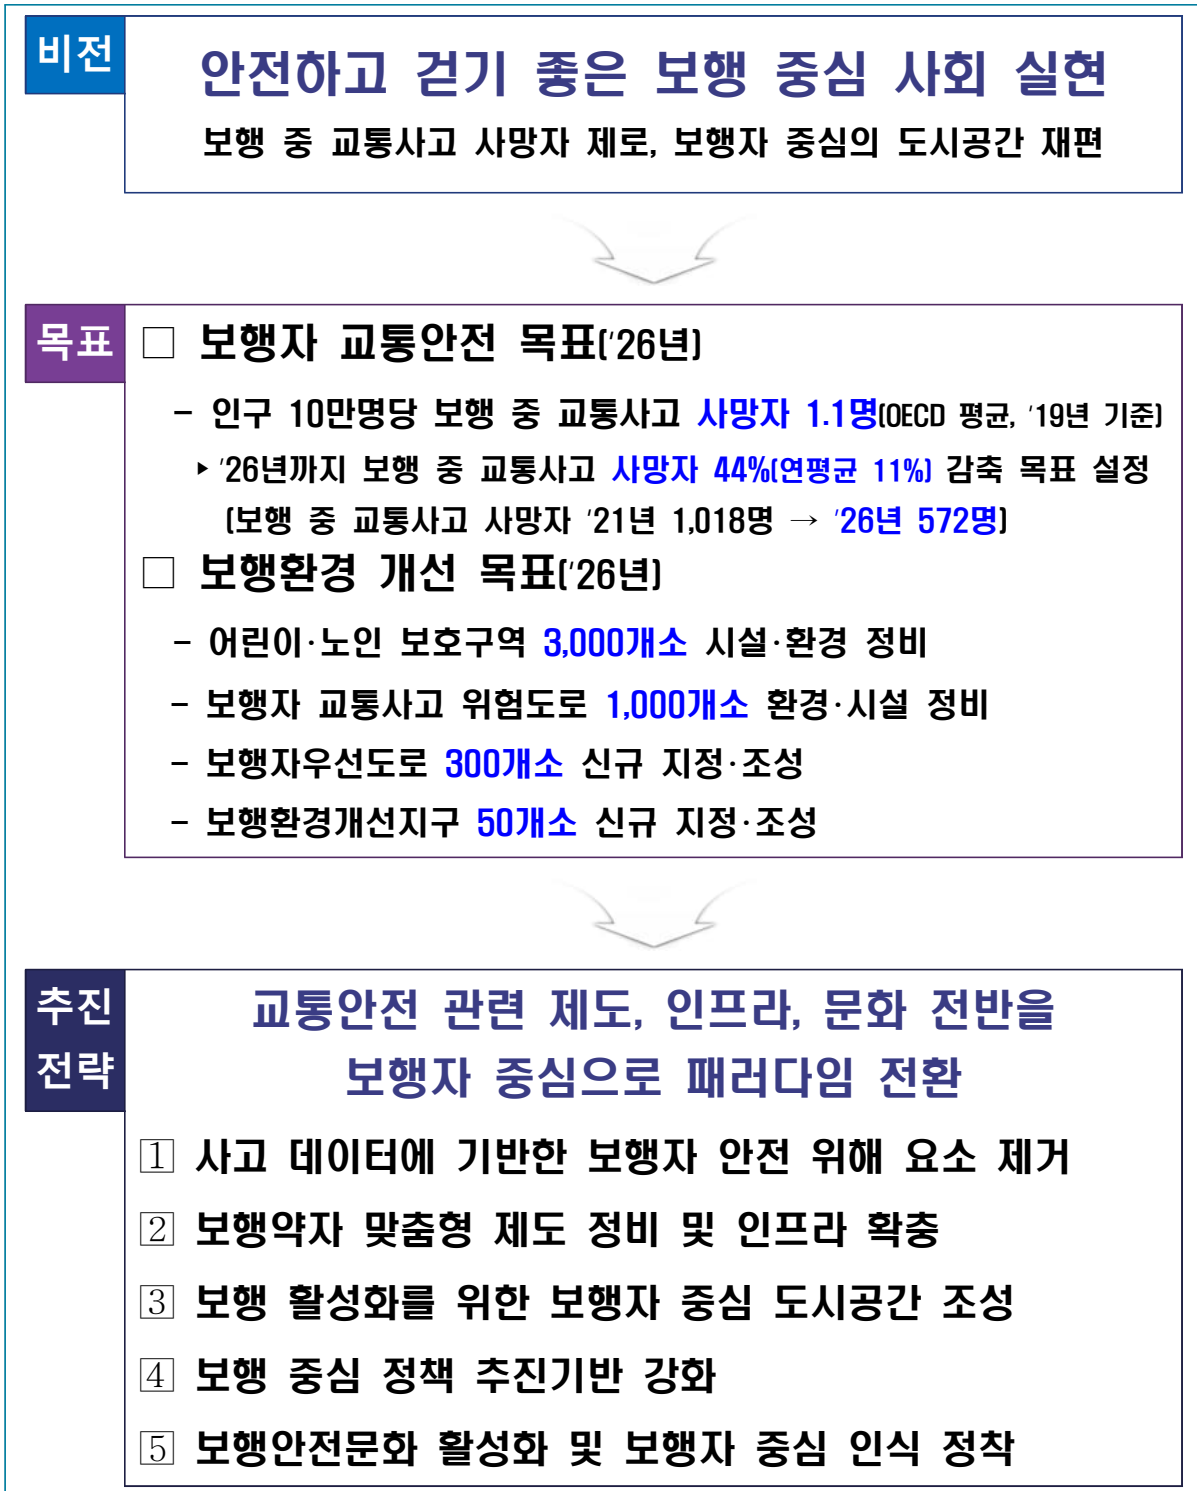 비전
안전하고 걷기 좋은 보행 중심 사회 실현
보행 중 교통사고 사망자 제로, 보행자 중심의 도시공간 재편
목표
□ 보행자 교통안전 목표('26년)
- 인구 10만명당 보행 중 교통사고 사망자 1.1명(OECD 평균, '19년 기준)
▸'26년까지 보행 중 교통사고 사망자 44%(연평균 11%) 감축 목표 설정
(보행 중 교통사고 사망자 '21년 1,018명 → '26년 572명)
□ 보행환경 개선 목표('26년)
- 어린이·노인 보호구역 3,000개소 시설·환경 정비
- 보행자 교통사고 위험도로 1,000개소 환경·시설 정비
- 보행자우선도로 300개소 신규 지정·조성
- 보행환경개선지구 50개소 신규 지정·조성
추진
전략
교통안전 관련 제도, 인프라, 문화 전반을
보행자 중심으로 패러다임 전환
1 사고 데이터에 기반한 보행자 안전 위해 요소 제거
2 보행약자 맞춤형 제도 정비 및 인프라 확충
3 보행 활성화를 위한 보행자 중심 도시공간 조성
4 보행 중심 정책 추진기반 강화
5 보행안전문화 활성화 및 보행자 중심 인식 정착